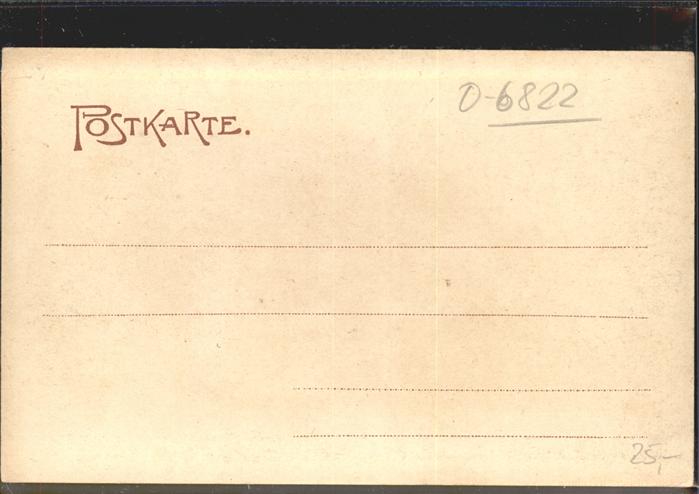 POSTKARTE.
O-6822
25,-